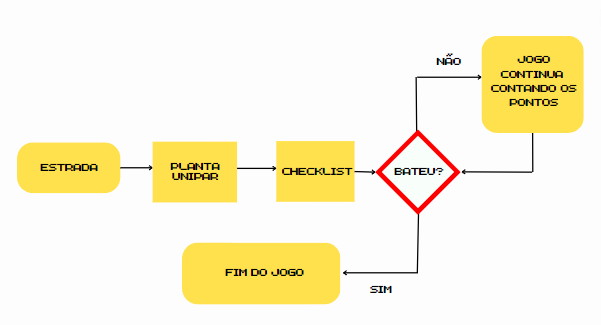 NÃO
JOGO
CONTINUA
CONTANDO OS
PONTOS
ESTRADA
PLANTA
UNIPAR
CHECKLIST
BATEU?
FIM DO JOGO
SIM